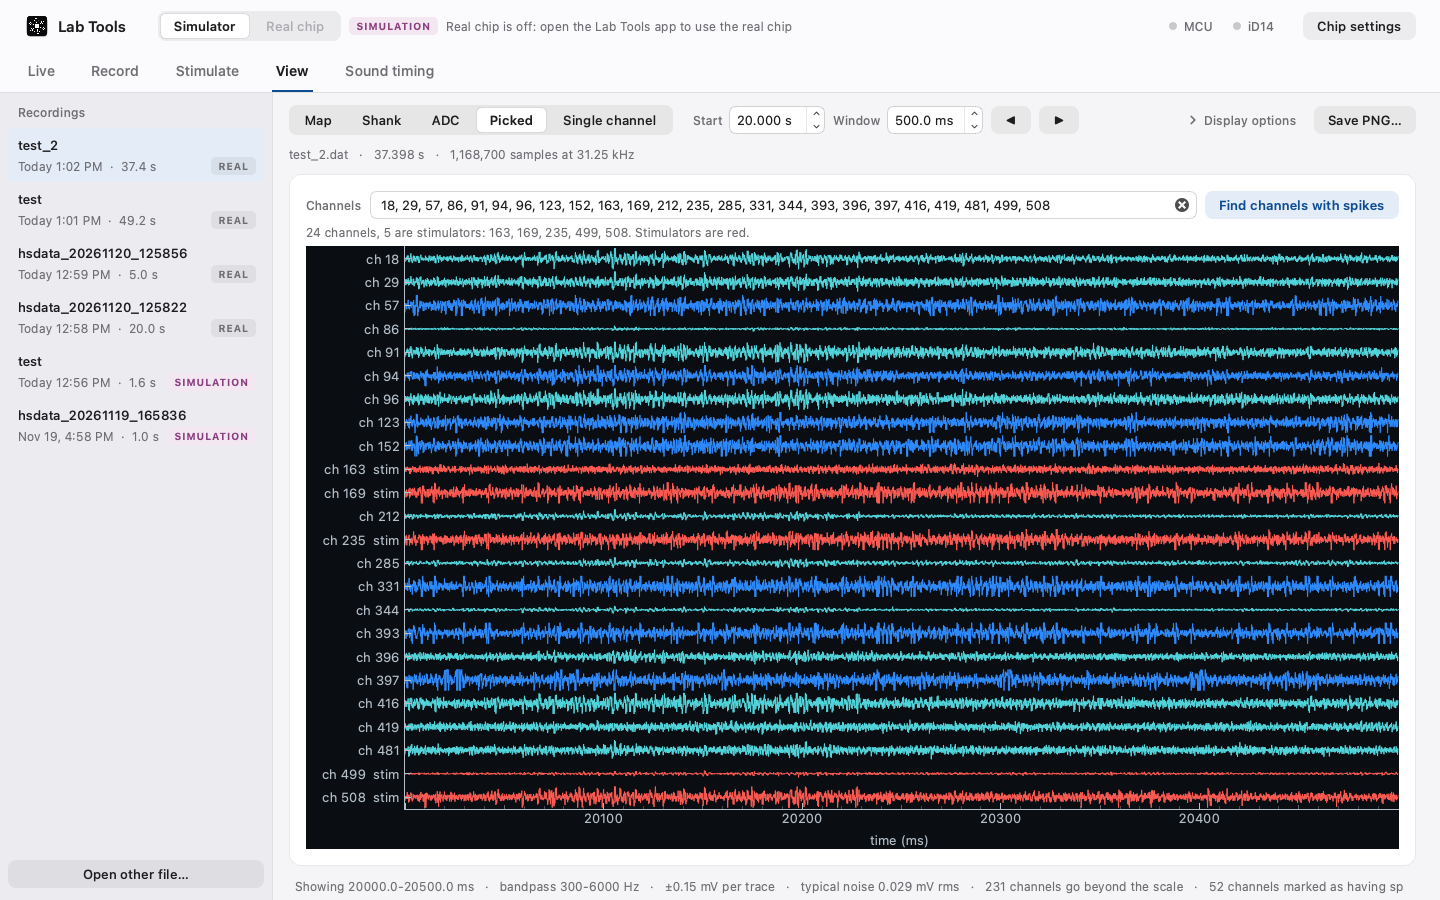 Lab Tools
Simulator
Real chip
SIMULATION
Real chip is off: open the Lab Tools app to use the real chip
MCU
iD14
Chip settings
Live
Record
Stimulate
View
Sound timing
Recordings
test_2
Today 1:02 PM · 37.4 s
REAL
test
Today 1:01 PM · 49.2 s
REAL
hsdata_20261120_125856
Today 12:59 PM · 5.0 s
REAL
hsdata_20261120_125822
Today 12:58 PM · 20.0 s
REAL
test
Today 12:56 PM · 1.6 s
SIMULATION
hsdata_20261119_165836
Nov 19, 4:58 PM · 1.0 s
SIMULATION
Open other file...
Map
Shank
ADC
Picked
Single channel
Start
20.000 s
Window
500.0 ms
Display options
Save PNG...
test_2.dat · 37.398 s · 1,168,700 samples at 31.25 kHz
Channels
18, 29, 57, 86, 91, 94, 96, 123, 152, 163, 169, 212, 235, 285, 331, 344, 393, 396, 397, 416, 419, 481, 499, 508
Find channels with spikes
24 channels, 5 are stimulators: 163, 169, 235, 499, 508. Stimulators are red.
ch 18
ch 29
ch 57
ch 86
ch 91
ch 94
ch 96
ch 123
ch 152
ch 163 stim
ch 169 stim
ch 212
ch 235 stim
ch 285
ch 331
ch 344
ch 393
ch 396
ch 397
ch 416
ch 419
ch 481
ch 499 stim
ch 508 stim
20100
20200
20300
20400
time (ms)
Showing 20000.0-20500.0 ms · bandpass 300-6000 Hz · ±0.15 mV per trace · typical noise 0.029 mV rms · 231 channels go beyond the scale · 52 channels marked as having sp